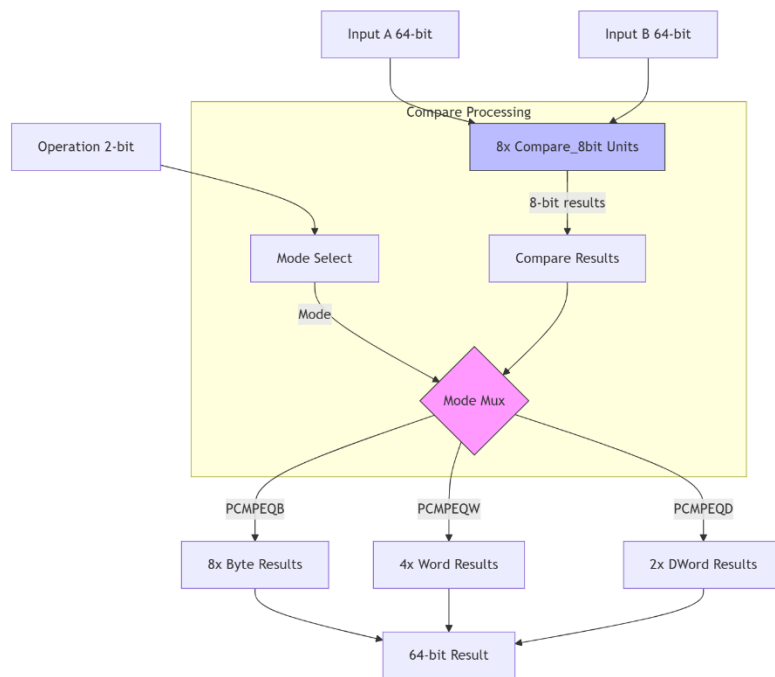 Input A 64-bit
Input B 64-bit
Compare Processing
Operation 2-bit
8x Compare_8bit Units
8-bit results
Mode Select
Compare Results
Mode
Mode Mux
PCMPEQB
PCMPEQW
PCMPEQD
8x Byte Results
4x Word Results
2x DWord Results
64-bit Result